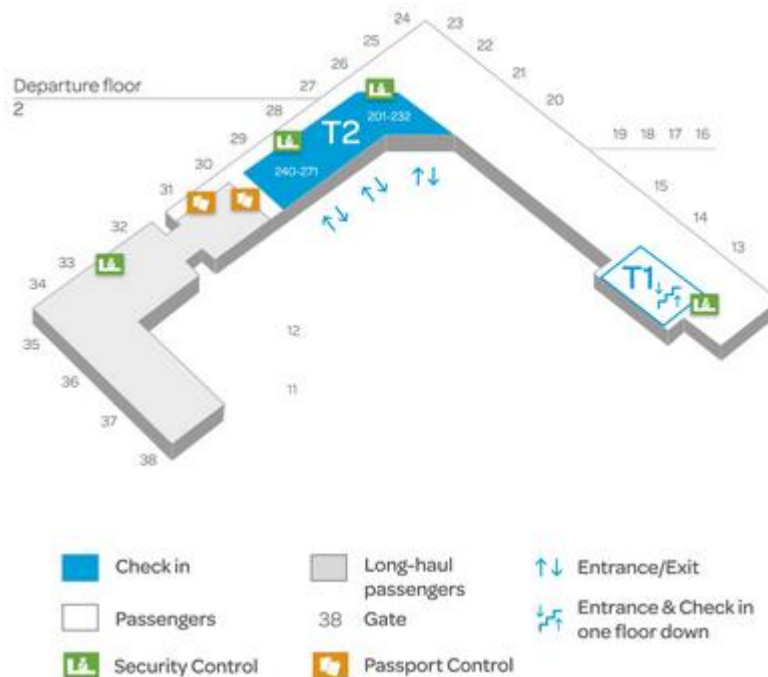 24
23
25
22
26
21
Departure floor
27
2
20
28
201-232
T2
29
19 18 17 16
240-271
30
31
15
32
14
33
13
T1
34
12
35
36
11
37
38
Check in
Long-haul
passengers
Entrance/Exit
Passengers
38 Gate
Entrance & Check in
one floor down
Security Control
Passport Control